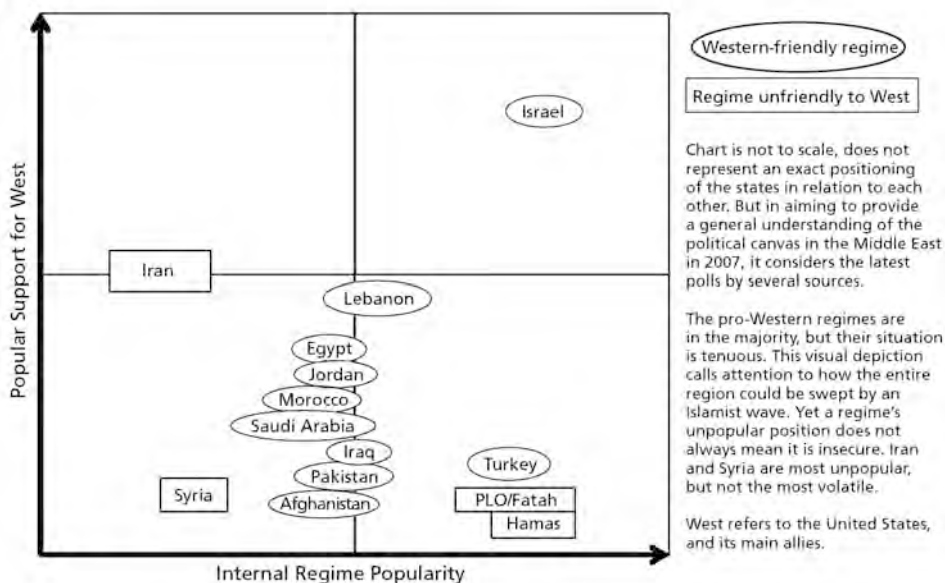 Popular Support for West
Internal Regime Popularity
Israel
Iran
Lebanon
Egypt
Jordan
Morocco
Saudi Arabia
Iraq
Pakistan
Afghanistan
Syria
Turkey
PLO/Fatah
Hamas
Western-friendly regime
Regime unfriendly to West
Chart is not to scale, does not
represent an exact positioning
of the states in relation to each
other. But in aiming to provide
a general understanding of the
political canvas in the Middle East
in 2007, it considers the latest
polls by several sources.
The pro-Western regimes are
in the majority, but their situation
is tenuous. This visual depiction
calls attention to how the entire
region could be swept by an
Islamist wave. Yet a regime's
unpopular position does not
always mean it is insecure. Iran
and Syria are most unpopular,
but not the most volatile.
West refers to the United States,
and its main allies.